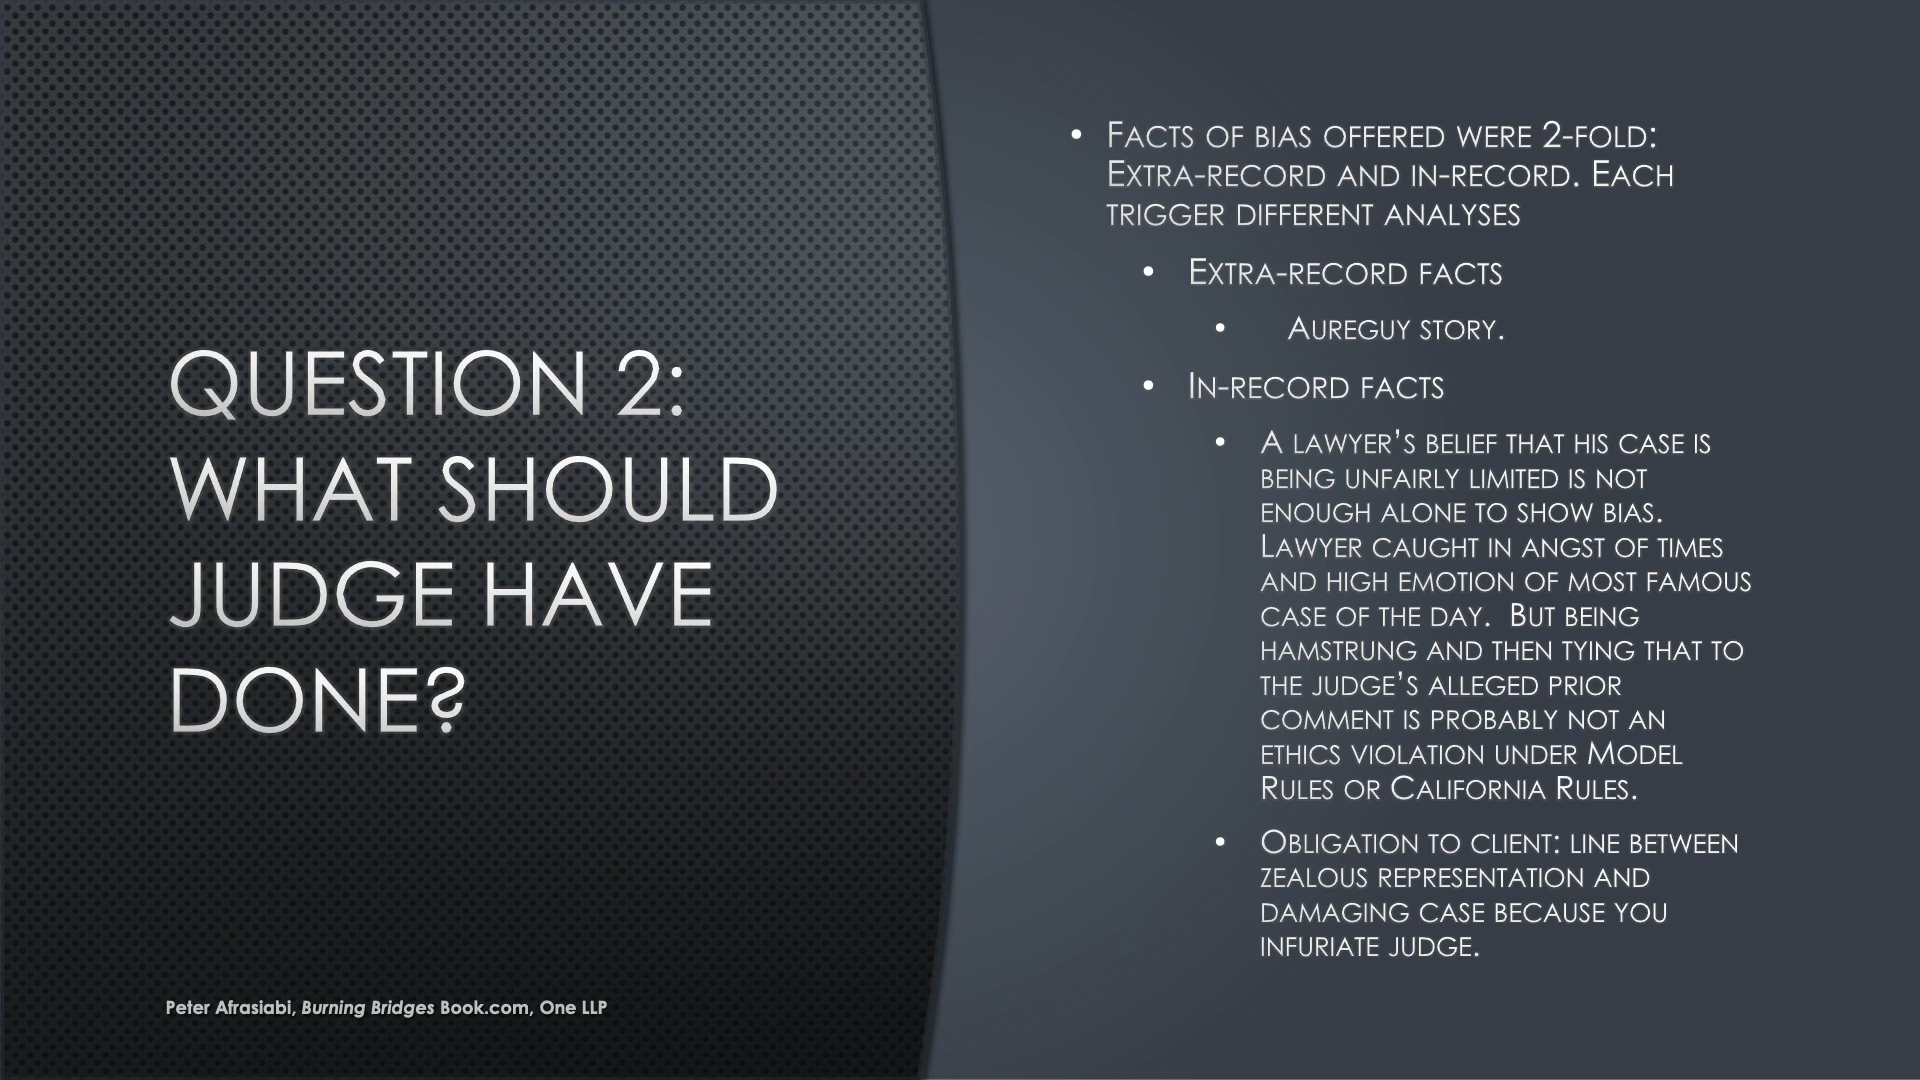 QUESTION 2:
WHAT SHOULD
JUDGE HAVE
DONE?
Peter Afrasiabi, Burning Bridges Book.com, One LLP
• Facts of bias offered were 2-fold:
Extra-record and in-record. Each
trigger different analyses
• Extra-record facts
• Aureguy story.
• In-record facts
• A lawyer’s belief that his case is
being unfairly limited is not
enough alone to show bias.
Lawyer caught in angst of times
and high emotion of most famous
case of the day.  But being
hamstrung and then tying that to
the judge’s alleged prior
comment is probably not an
ethics violation under Model
Rules or California Rules.
• Obligation to client: line between
zealous representation and
damaging case because you
infuriate judge.